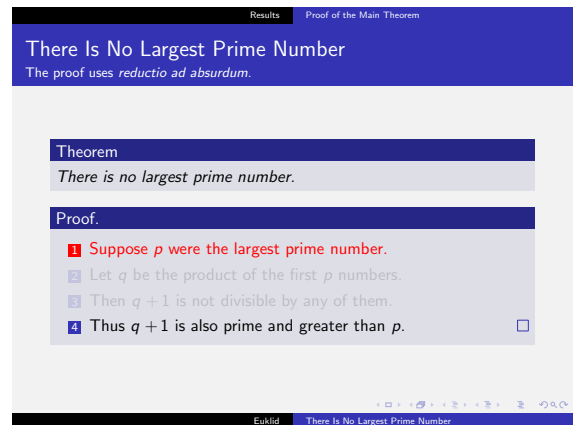 Results Proof of the Main Theorem
There Is No Largest Prime Number
The proof uses reductio ad absurdum.
Theorem
There is no largest prime number.
Proof.
1 Suppose p were the largest prime number.
2 Let q be the product of the first p numbers.
3 Then q + 1 is not divisible by any of them.
4 Thus q + 1 is also prime and greater than p.
Euklid There Is No Largest Prime Number